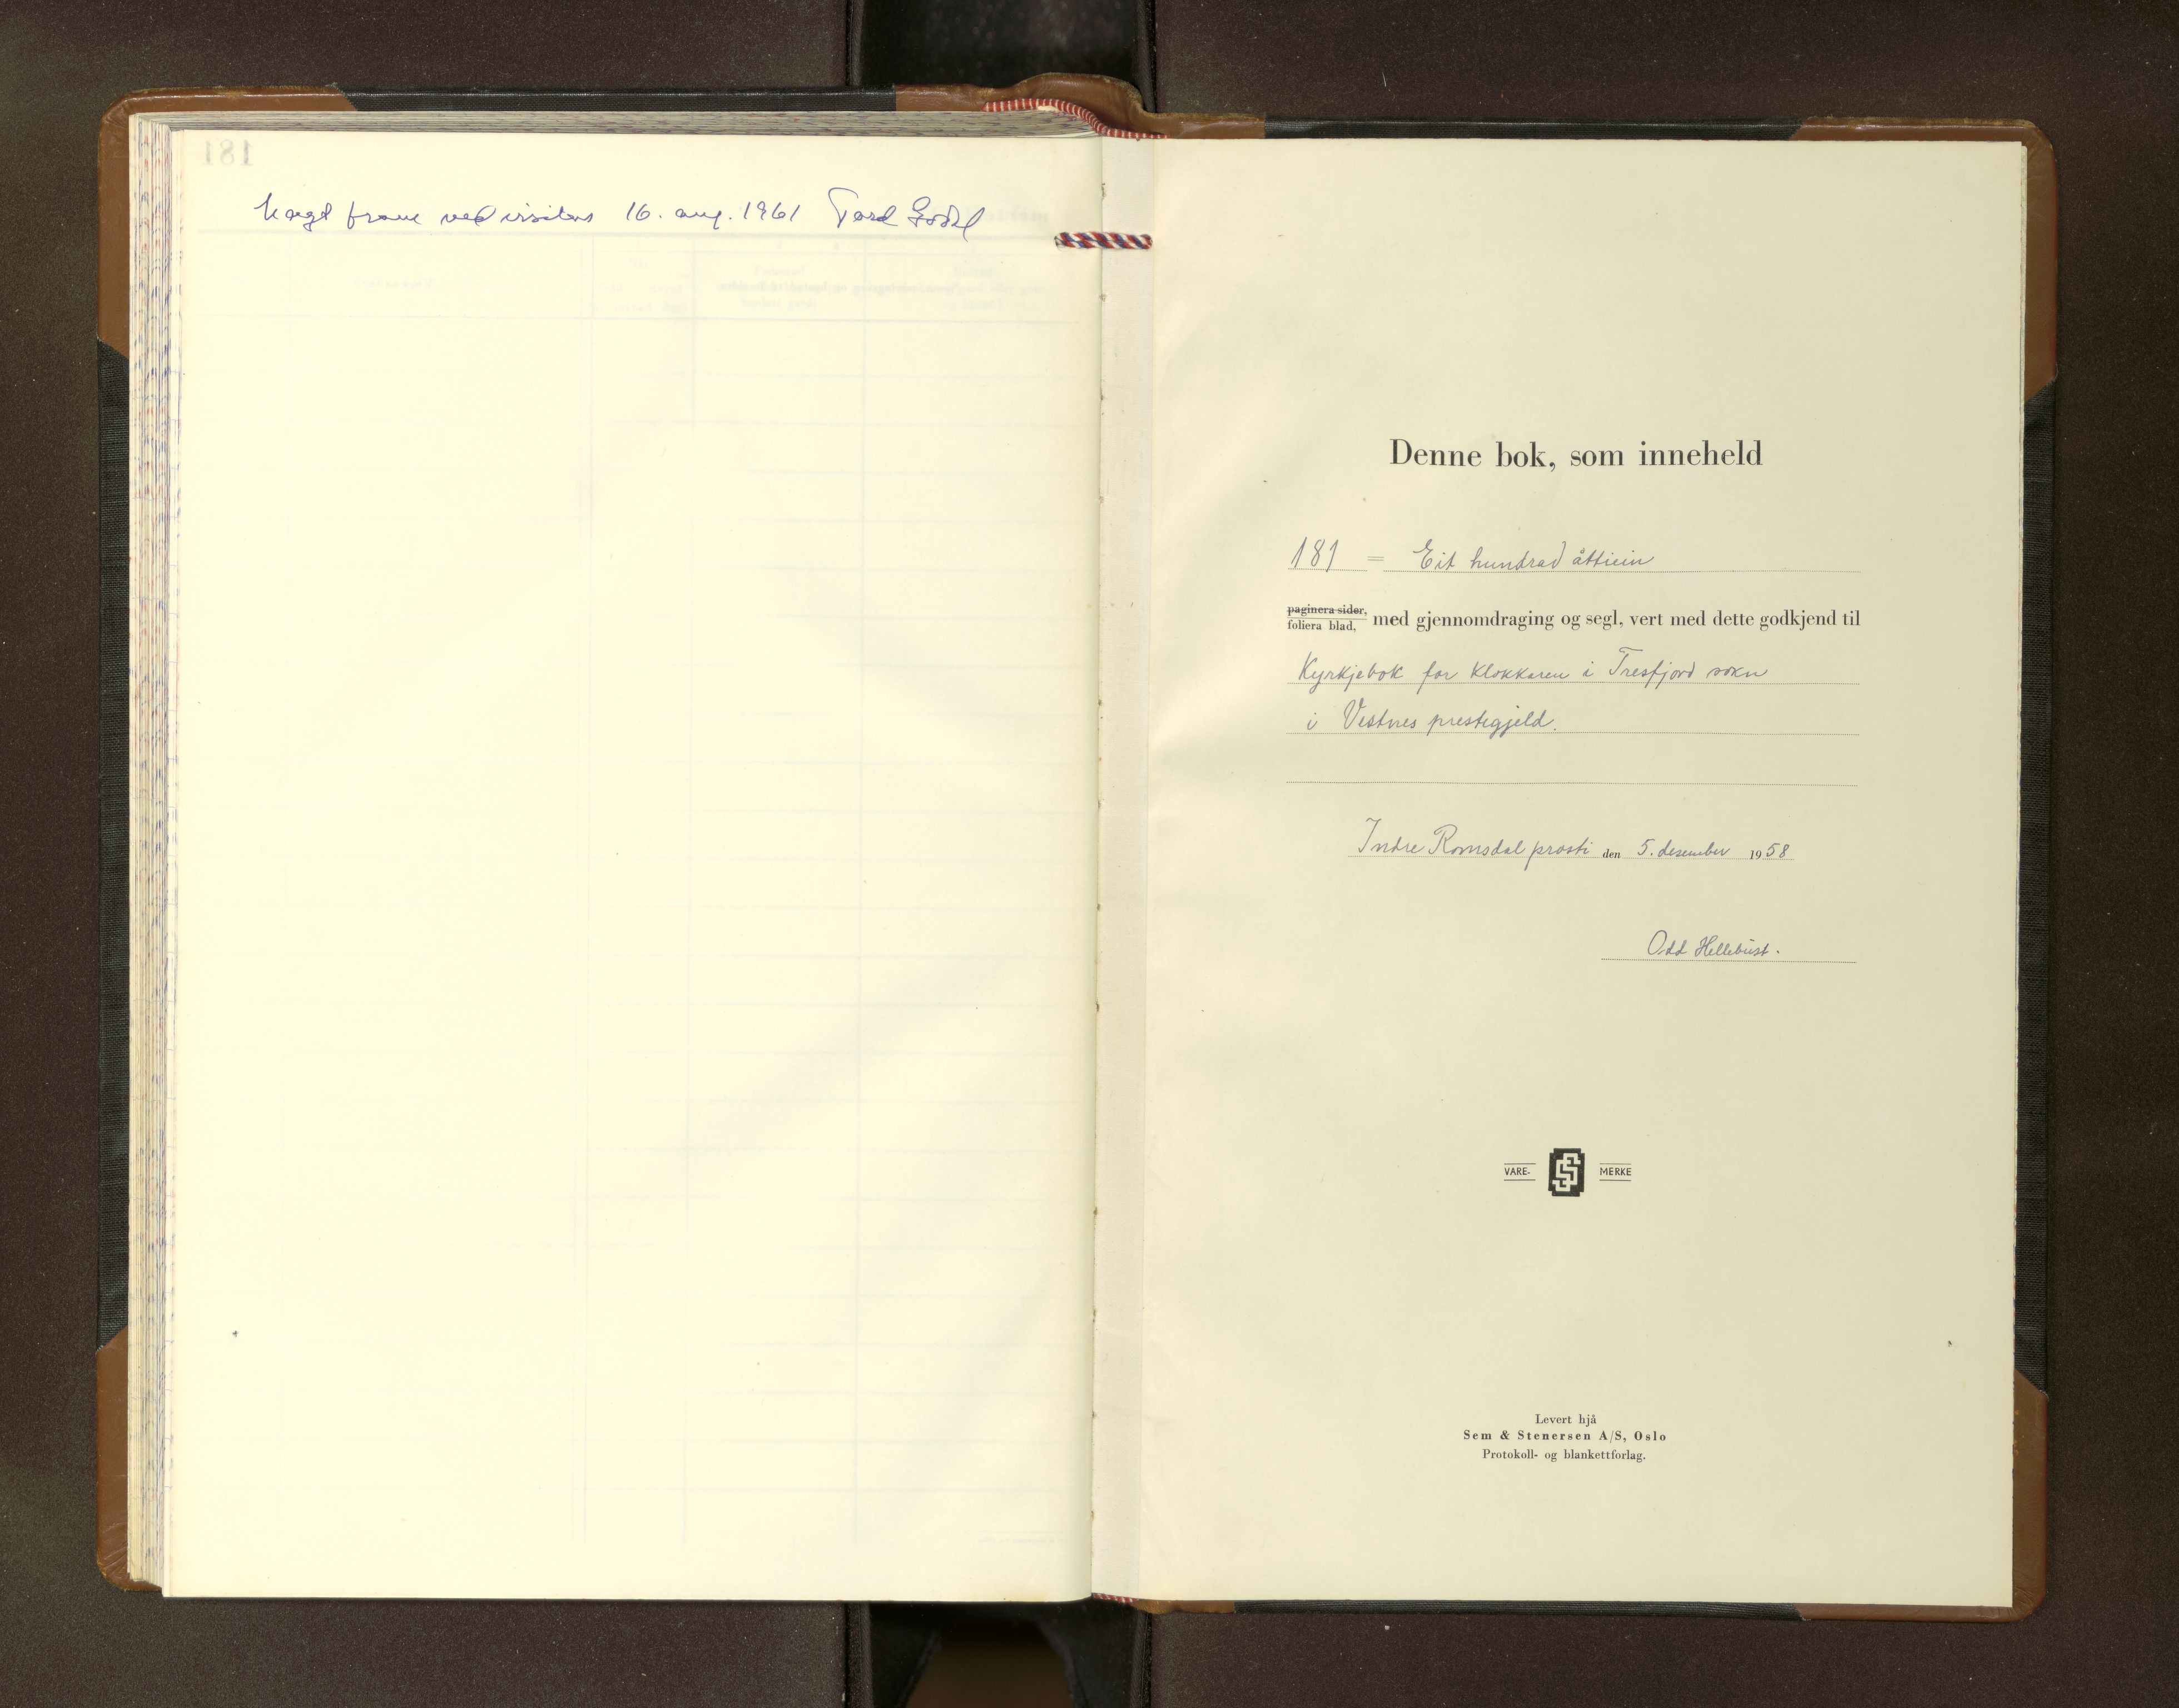 181
Lagt fram ved visitas 16. aug. 1961 Tord Godal
Denne bok, som inneheld
181 = Eit hundrad åttiein
paginera sider,
foliera blad, med gjennomdraging og segl, vert med dette godkjend til
Kyrkjebok for klokkaren i Tresfjord sokn
i Vestnes prestegjeld.
Indre Romsdal prosti den 5. desember 1958
Odd Hellebust.
VARE- MERKE
Levert hjå
Sem & Stenersen A/S, Oslo
Protokoll- og blankettforlag.